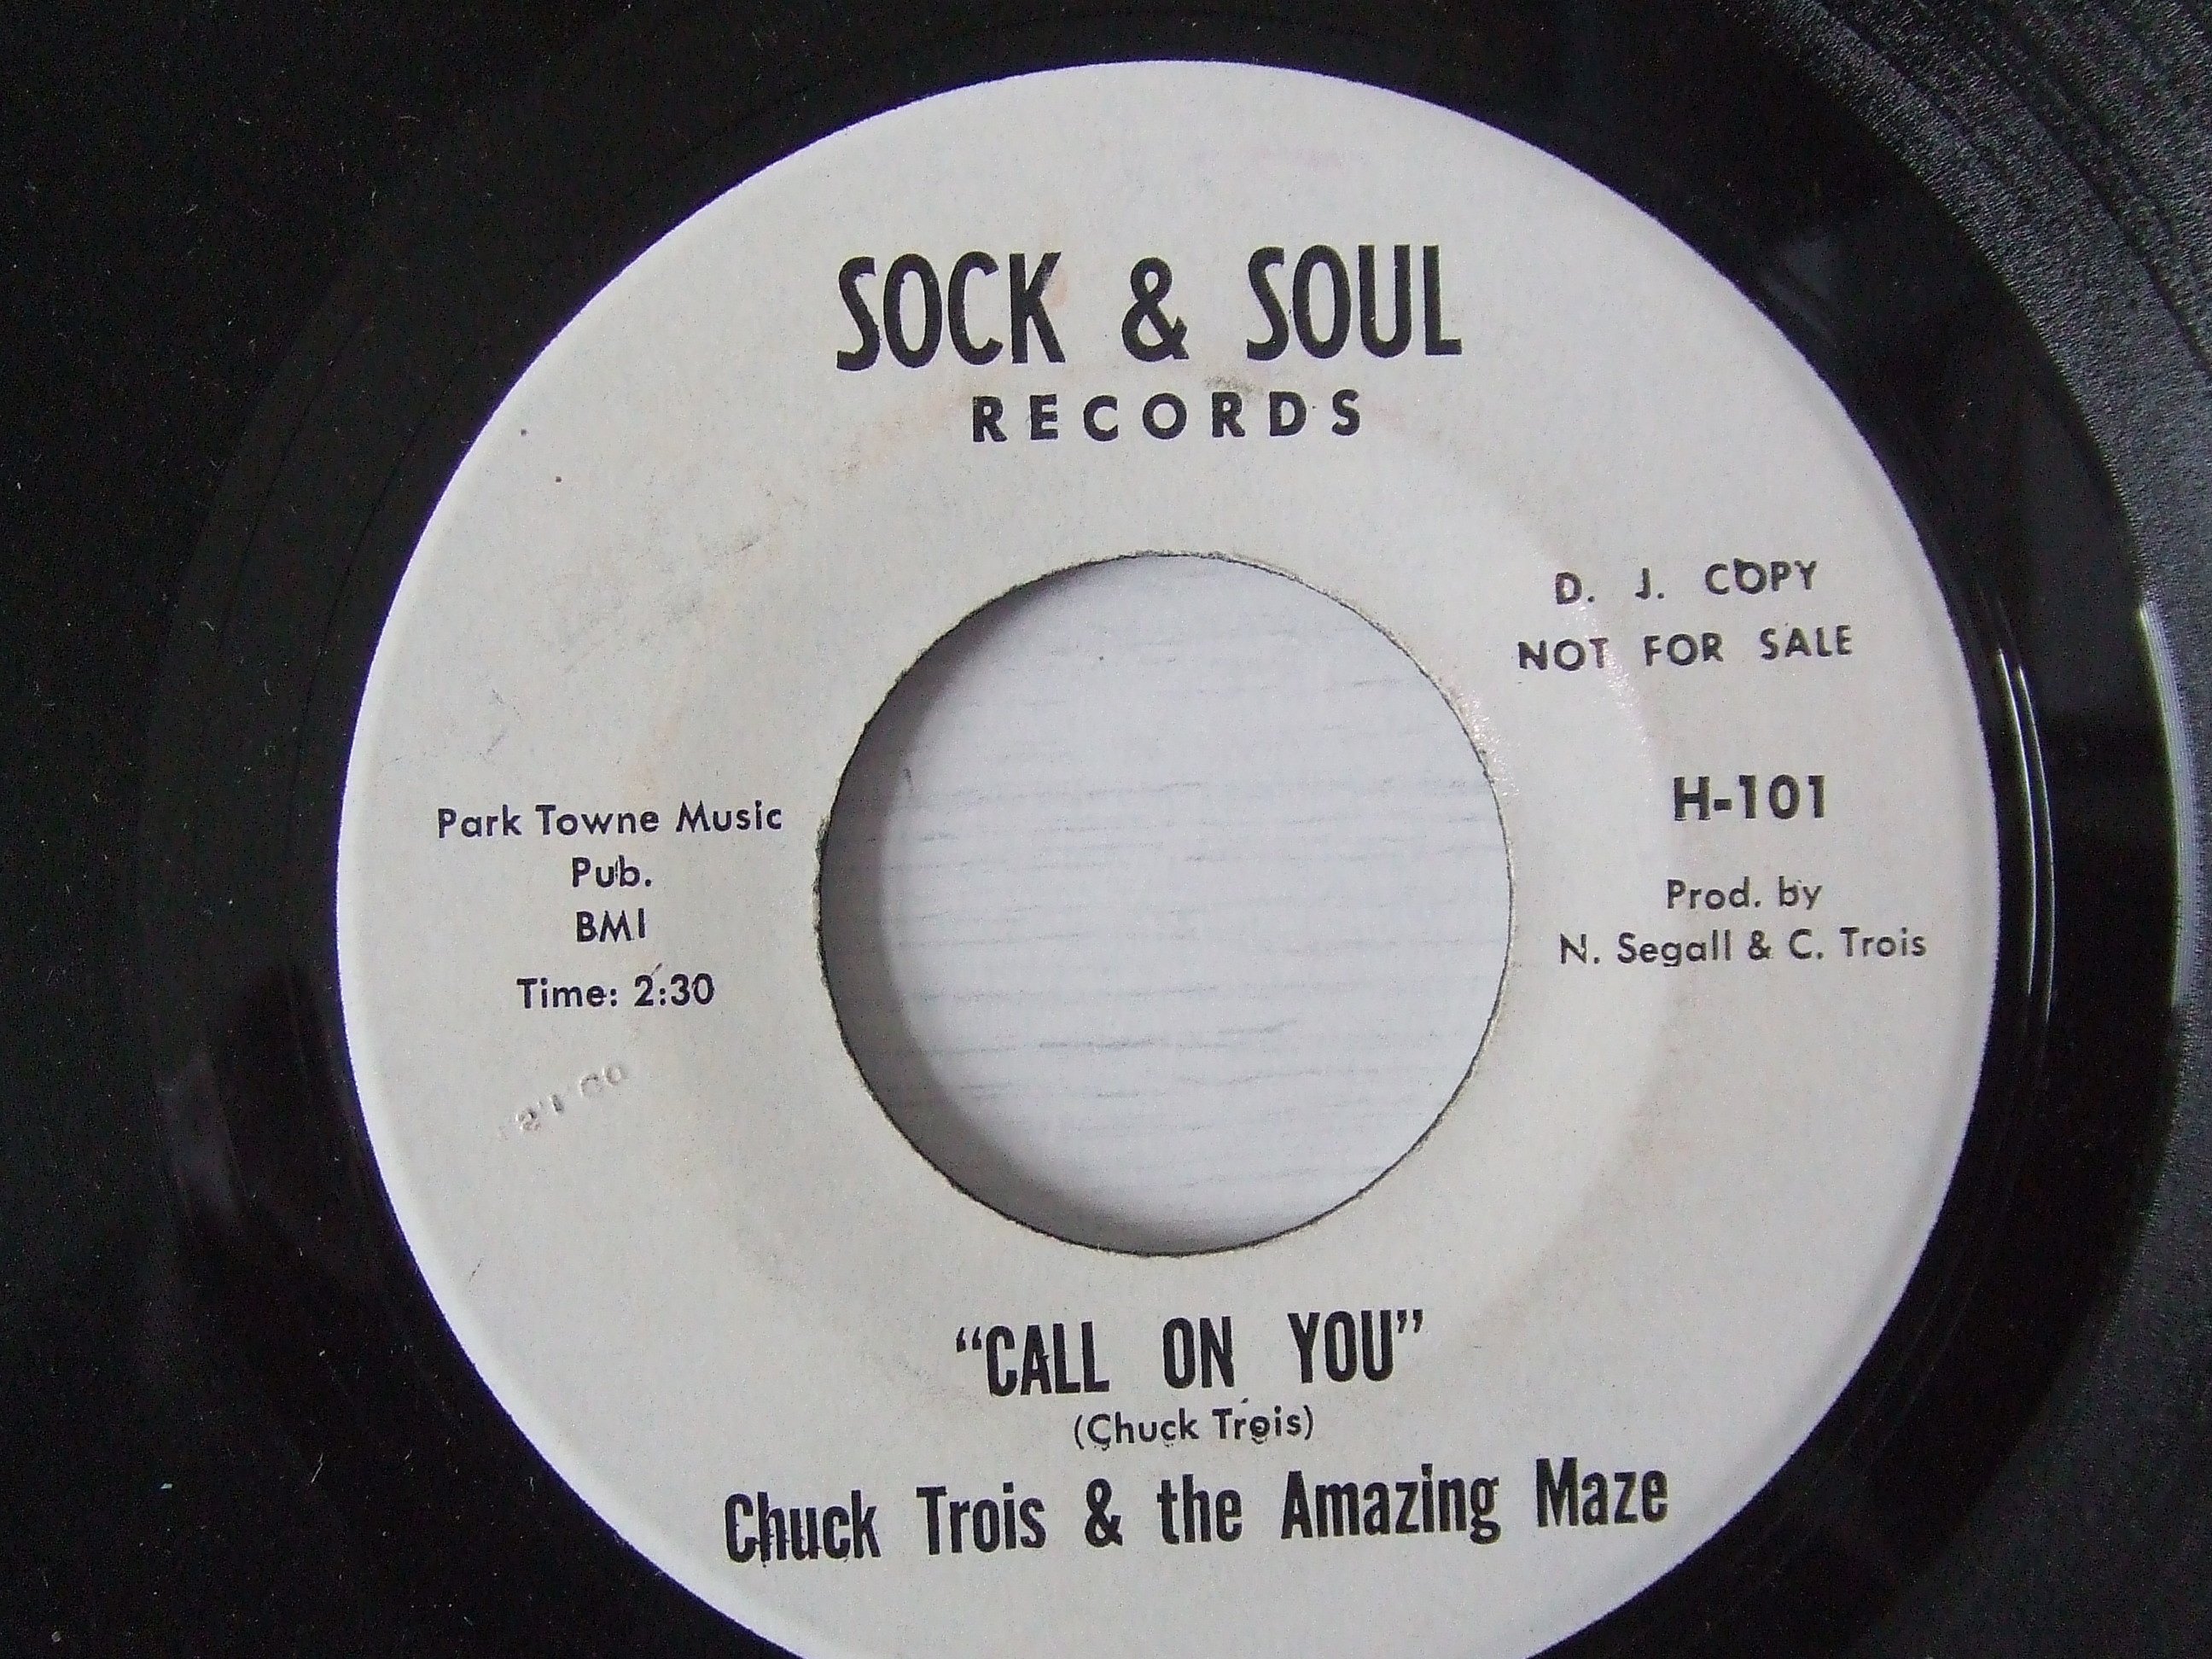 SOCK & SOUL
RECORDS
D. J. COPY
NOT FOR SALE
H-101
Prod. by
N. Segall & C. Trois
Park Towne Music
Pub.
BMI
Time: 2:30
“CALL ON YOU”
(Chuck Trois)
Chuck Trois & the Amazing Maze